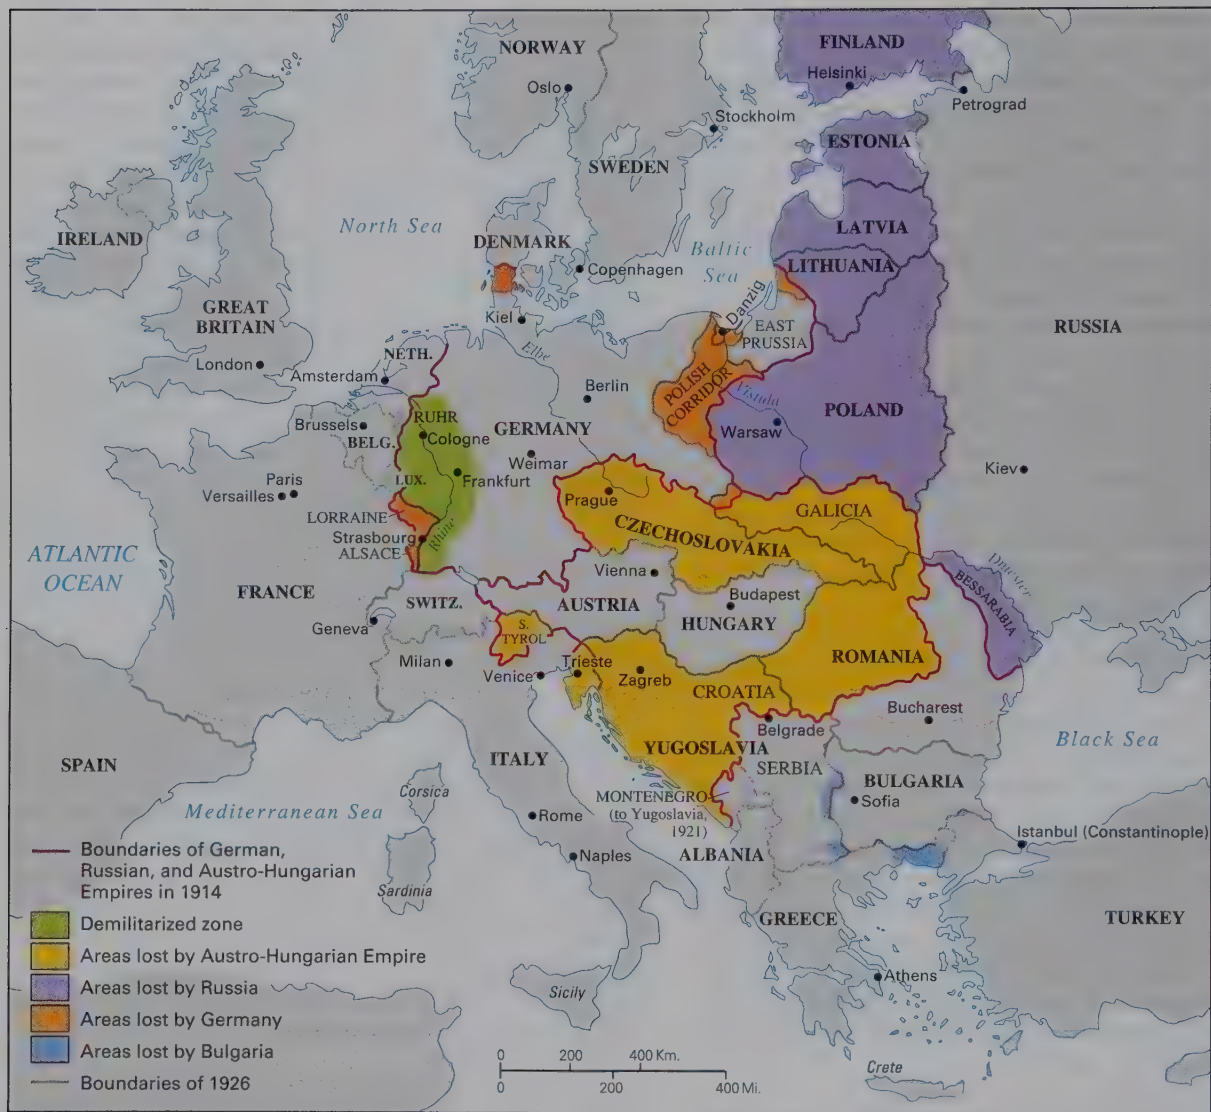 NORWAY
Oslo
Stockholm
SWEDEN
FINLAND
Helsinki
Petrograd
ESTONIA
LATVIA
LITHUANIA
North Sea
DENMARK
Copenhagen
Baltic
Sea
IRELAND
GREAT
BRITAIN
London
Kiel
Elbe
Danzig
EAST
PRUSSIA
RUSSIA
NETH.
Amsterdam
Berlin
POLISH
CORRIDOR
Vistula
POLAND
Warsaw
Brussels
BELG.
RUHR
Cologne
GERMANY
Weimar
Frankfurt
LUX.
Kiev
Paris
Versailles
Prague
GALICIA
LORRAINE
Strasbourg
ALSACE
Rhine
CZECHOSLOVAKIA
ATLANTIC
OCEAN
FRANCE
Vienna
Dniester
BESSARABIA
SWITZ.
Geneva
AUSTRIA
Budapest
HUNGARY
S.
TYROL
Milan
Venice
Trieste
Zagreb
CROATIA
ROMANIA
Bucharest
Belgrade
YUGOSLAVIA
SERBIA
Black Sea
SPAIN
ITALY
BULGARIA
Sofia
Corsica
Mediterranean Sea
MONTENEGRO
(to Yugoslavia,
1921)
Rome
Istanbul (Constantinople)
Naples
ALBANIA
Sardinia
GREECE
TURKEY
Athens
Sicily
Crete
Boundaries of German,
Russian, and Austro-Hungarian
Empires in 1914
Demilitarized zone
Areas lost by Austro-Hungarian Empire
Areas lost by Russia
Areas lost by Germany
Areas lost by Bulgaria
Boundaries of 1926
0 200 400 Km.
0 200 400 Mi.